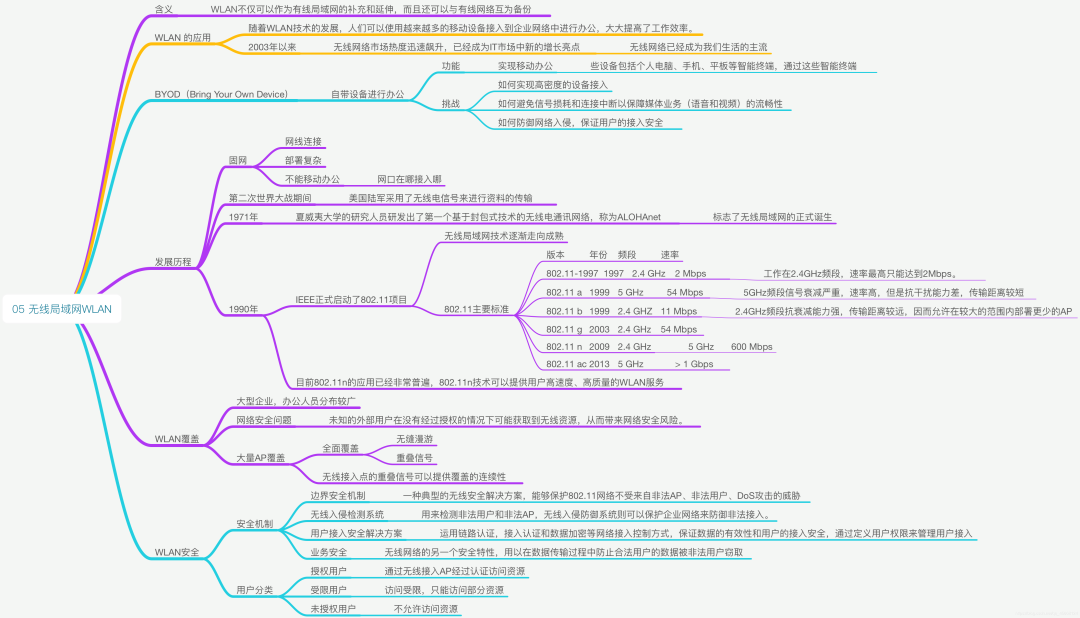 05 无线局域网WLAN
含义 WLAN不仅可以作为有线局域网的补充和延伸，而且还可以与有线网络互为备份
WLAN 的应用
随着WLAN技术的发展，人们可以使用越来越多的移动设备接入到企业网络中进行办公，大大提高了工作效率。
2003年以来 无线网络市场热度迅速飙升，已经成为IT市场中新的增长亮点 无线网络已经成为我们生活的主流
BYOD（Bring Your Own Device） 自带设备进行办公
功能 实现移动办公 些设备包括个人电脑、手机、平板等智能终端，通过这些智能终端
挑战
如何实现高密度的设备接入
如何避免信号损耗和连接中断以保障媒体业务（语音和视频）的流畅性
如何防御网络入侵，保证用户的接入安全
发展历程
固网
网线连接
部署复杂
不能移动办公 网口在哪接入哪
第二次世界大战期间 美国陆军采用了无线电信号来进行资料的传输
1971年 夏威夷大学的研究人员研发出了第一个基于封包式技术的无线电通讯网络，称为ALOHAnet 标志了无线局域网的正式诞生
1990年
IEEE正式启动了802.11项目
无线局域网技术逐渐走向成熟
802.11主要标准
版本 年份 频段 速率
802.11-1997 1997 2.4 GHz 2 Mbps 工作在2.4GHz频段，速率最高只能达到2Mbps。
802.11 a 1999 5 GHz 54 Mbps 5GHz频段信号衰减严重，速率高，但是抗干扰能力差，传输距离较短
802.11 b 1999 2.4 GHZ 11 Mbps 2.4GHz频段抗衰减能力强，传输距离较远，因而允许在较大的范围内部署更少的AP
802.11 g 2003 2.4 GHz 54 Mbps
802.11 n 2009 2.4 GHz 5 GHz 600 Mbps
802.11 ac 2013 5 GHz > 1 Gbps
目前802.11n的应用已经非常普遍，802.11n技术可以提供用户高速度、高质量的WLAN服务
WLAN覆盖
大型企业，办公人员分布较广
网络安全问题 未知的外部用户在没有经过授权的情况下可能获取到无线资源，从而带来网络安全风险。
大量AP覆盖
全面覆盖
无缝漫游
重叠信号
无线接入点的重叠信号可以提供覆盖的连续性
WLAN安全
安全机制
边界安全机制 一种典型的无线安全解决方案，能够保护802.11网络不受来自非法AP、非法用户、DoS攻击的威胁
无线入侵检测系统 用来检测非法用户和非法AP，无线入侵防御系统则可以保护企业网络来防御非法接入。
用户接入安全解决方案 运用链路认证，接入认证和数据加密等网络接入控制方式，保证数据的有效性和用户的接入安全，通过定义用户权限来管理用户接入
业务安全 无线网络的另一个安全特性，用以在数据传输过程中防止合法用户的数据被非法用户窃取
用户分类
授权用户 通过无线接入AP经过认证访问资源
受限用户 访问受限，只能访问部分资源
未授权用户 不允许访问资源